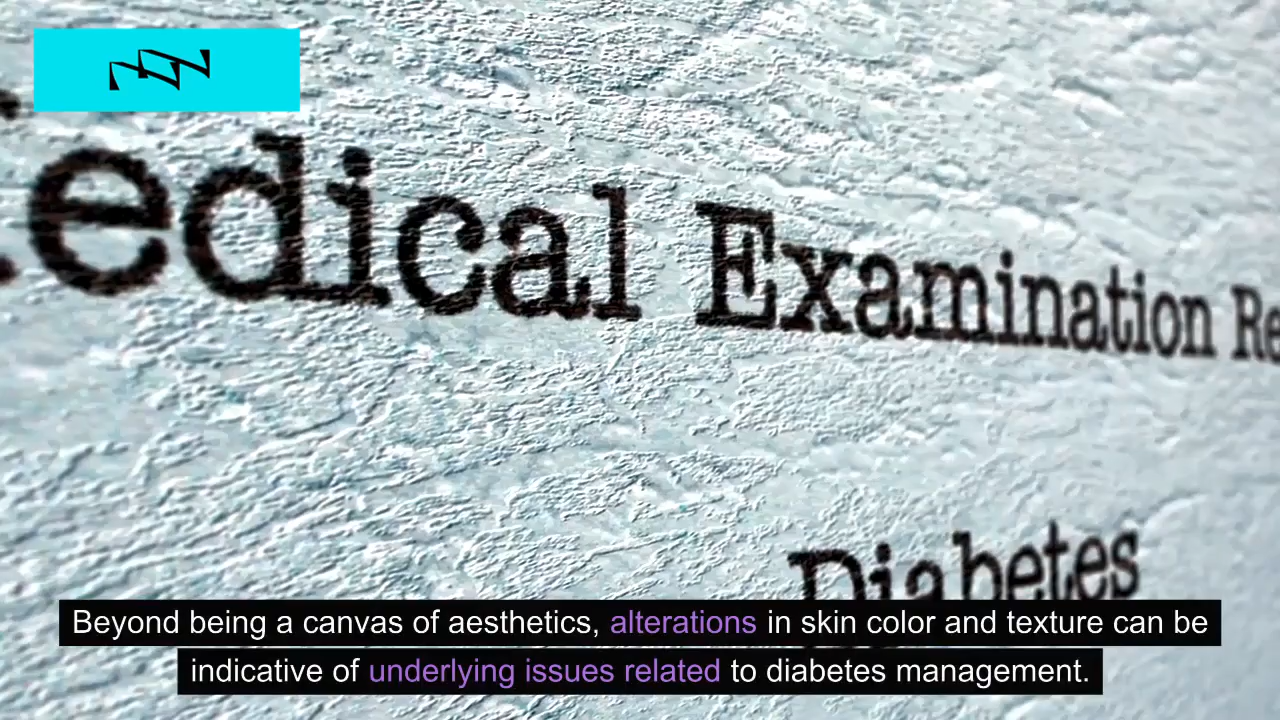 edical Examination Re
Diabetes
Beyond being a canvas of aesthetics, alterations in skin color and texture can be
indicative of underlying issues related to diabetes management.